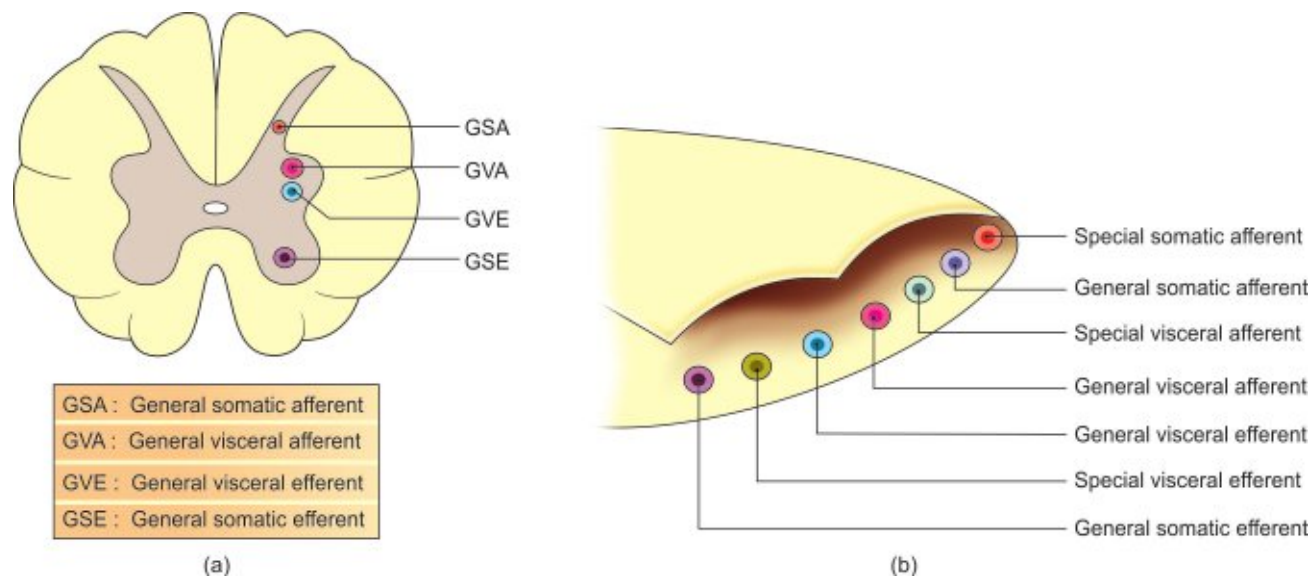 GSA
GVA
GVE
GSE
GSA : General somatic afferent
GVA : General visceral afferent
GVE : General visceral efferent
GSE : General somatic efferent
(a)
Special somatic afferent
General somatic afferent
Special visceral afferent
General visceral afferent
General visceral efferent
Special visceral efferent
General somatic efferent
(b)